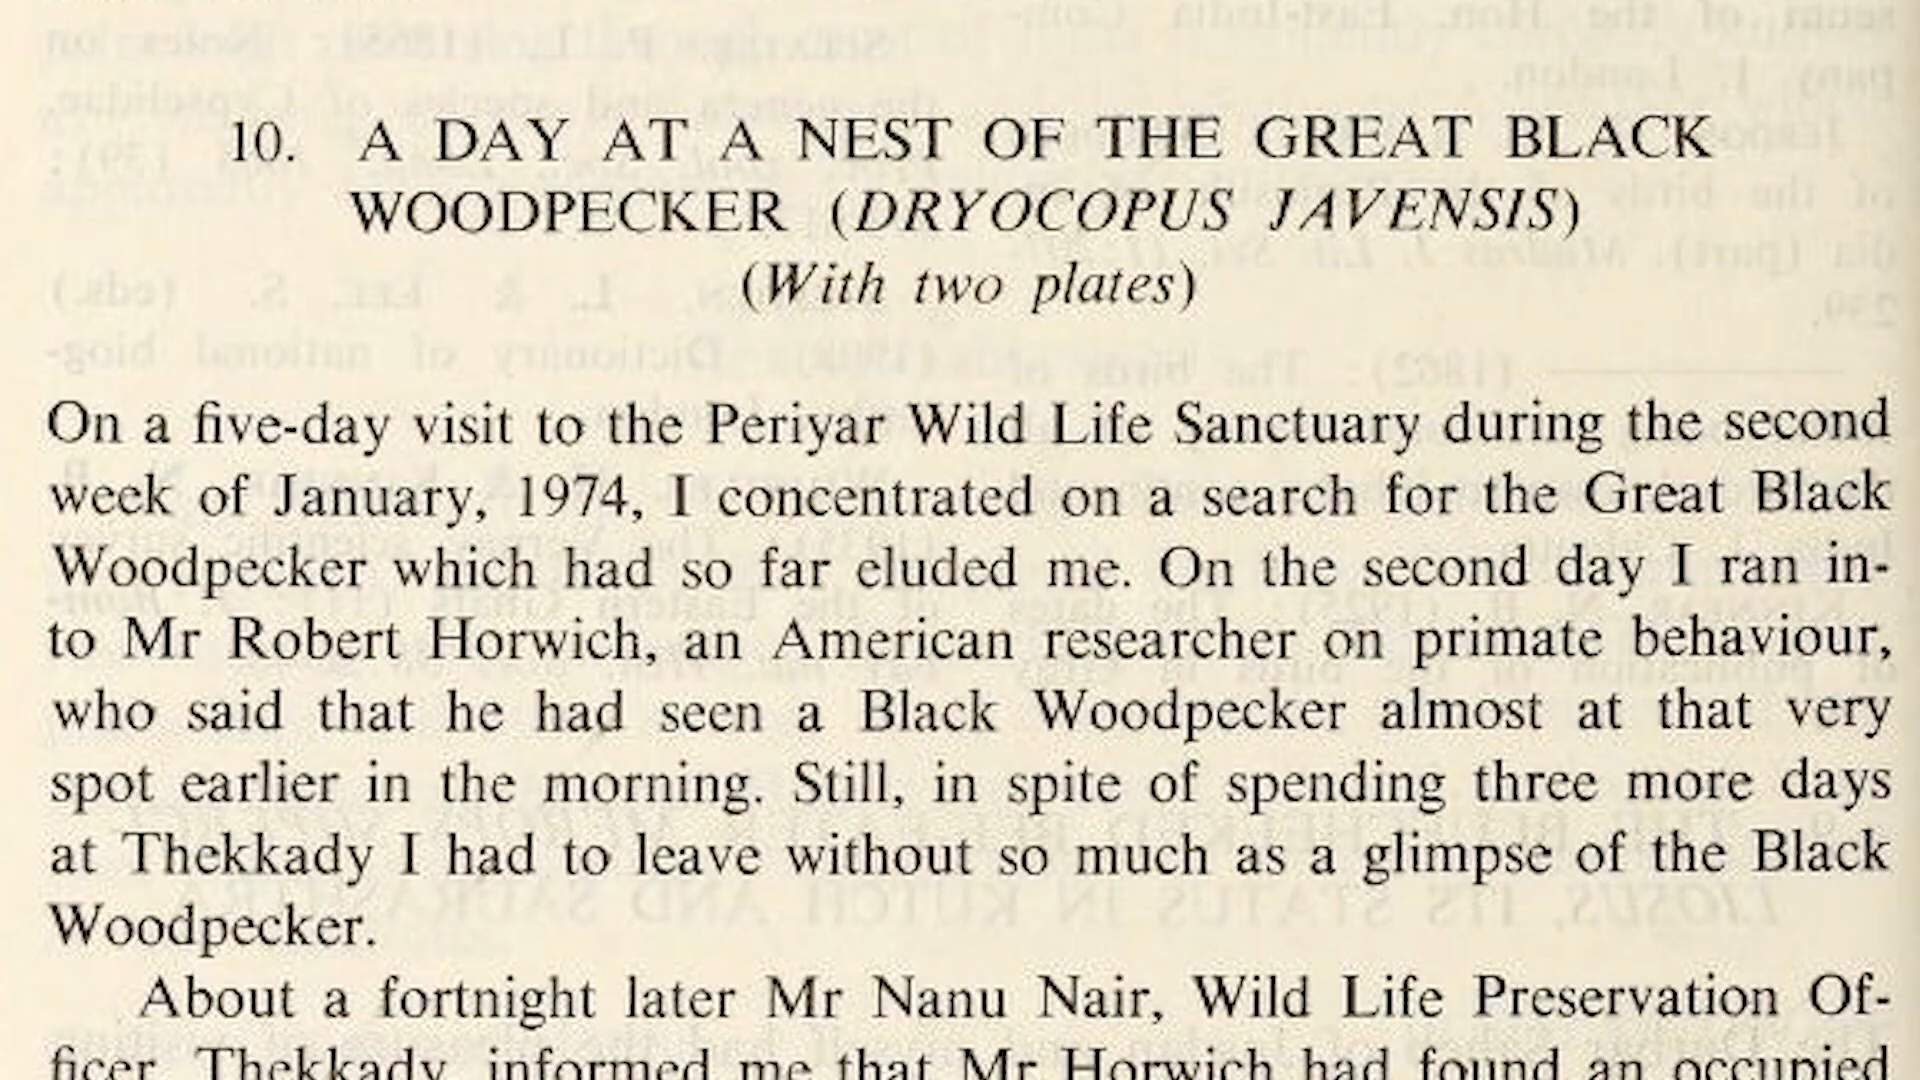 10. A DAY AT A NEST OF THE GREAT BLACK
WOODPECKER (DRYOCOPUS JAVENSIS)
(With two plates)
On a five-day visit to the Periyar Wild Life Sanctuary during the second
week of January, 1974, I concentrated on a search for the Great Black
Woodpecker which had so far eluded me. On the second day I ran in-
to Mr Robert Horwich, an American researcher on primate behaviour,
who said that he had seen a Black Woodpecker almost at that very
spot earlier in the morning. Still, in spite of spending three more days
at Thekkady I had to leave without so much as a glimpse of the Black
Woodpecker.
About a fortnight later Mr Nanu Nair, Wild Life Preservation Of-
ficer, Thekkady, informed me that Mr Horwich had found an occupied